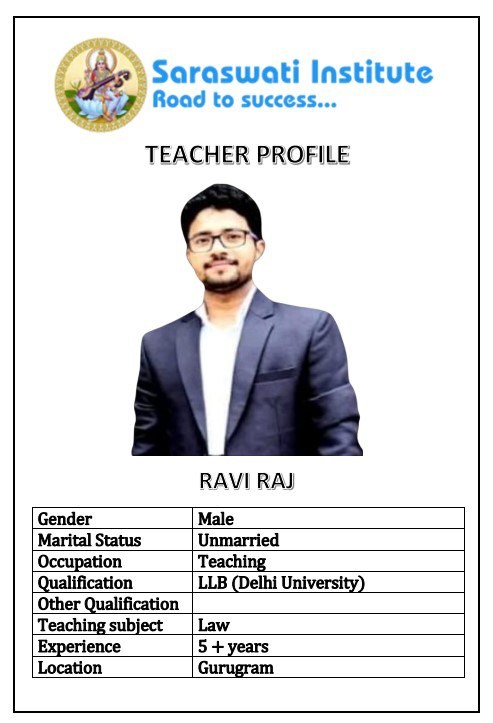 Saraswati Institute
Road to success...
TEACHER PROFILE
RAVI RAJ
Gender Male
Marital Status Unmarried
Occupation Teaching
Qualification LLB (Delhi University)
Other Qualification
Teaching subject Law
Experience 5 + years
Location Gurugram